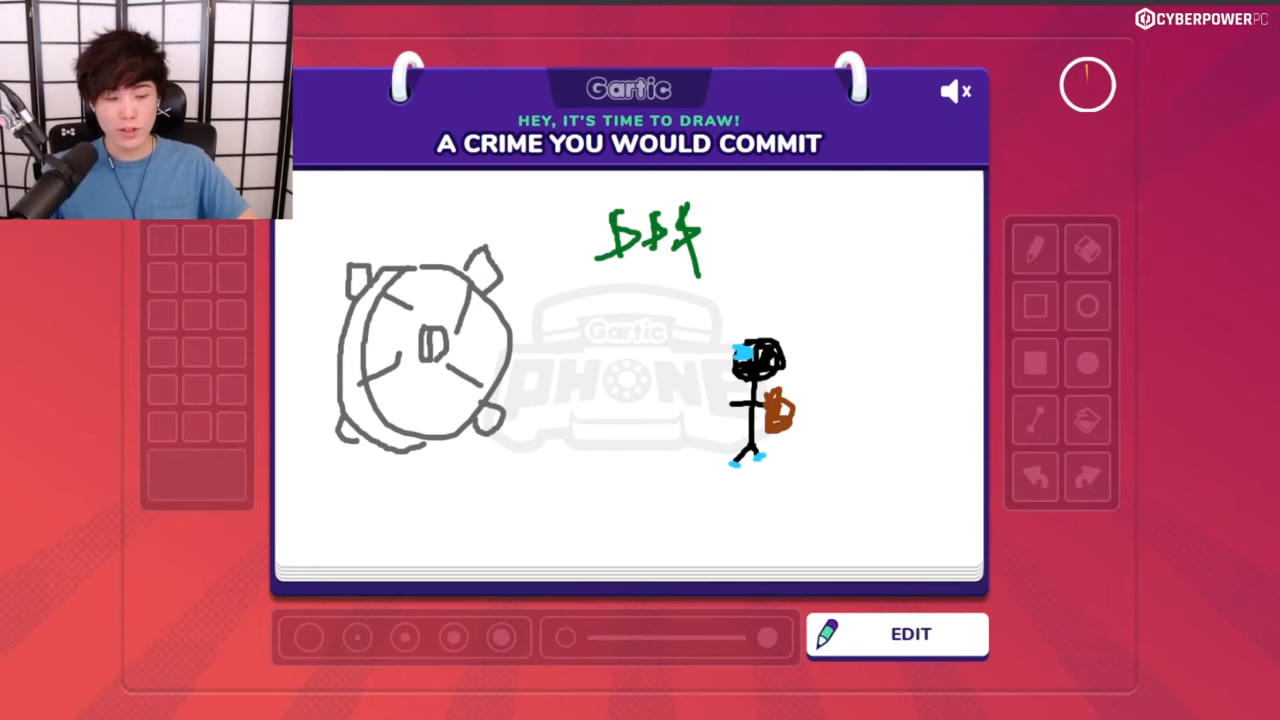 CYBERPOWERPC
Gartic
HEY, IT'S TIME TO DRAW!
A CRIME YOU WOULD COMMIT
$$$
Gartic
PHONE
EDIT